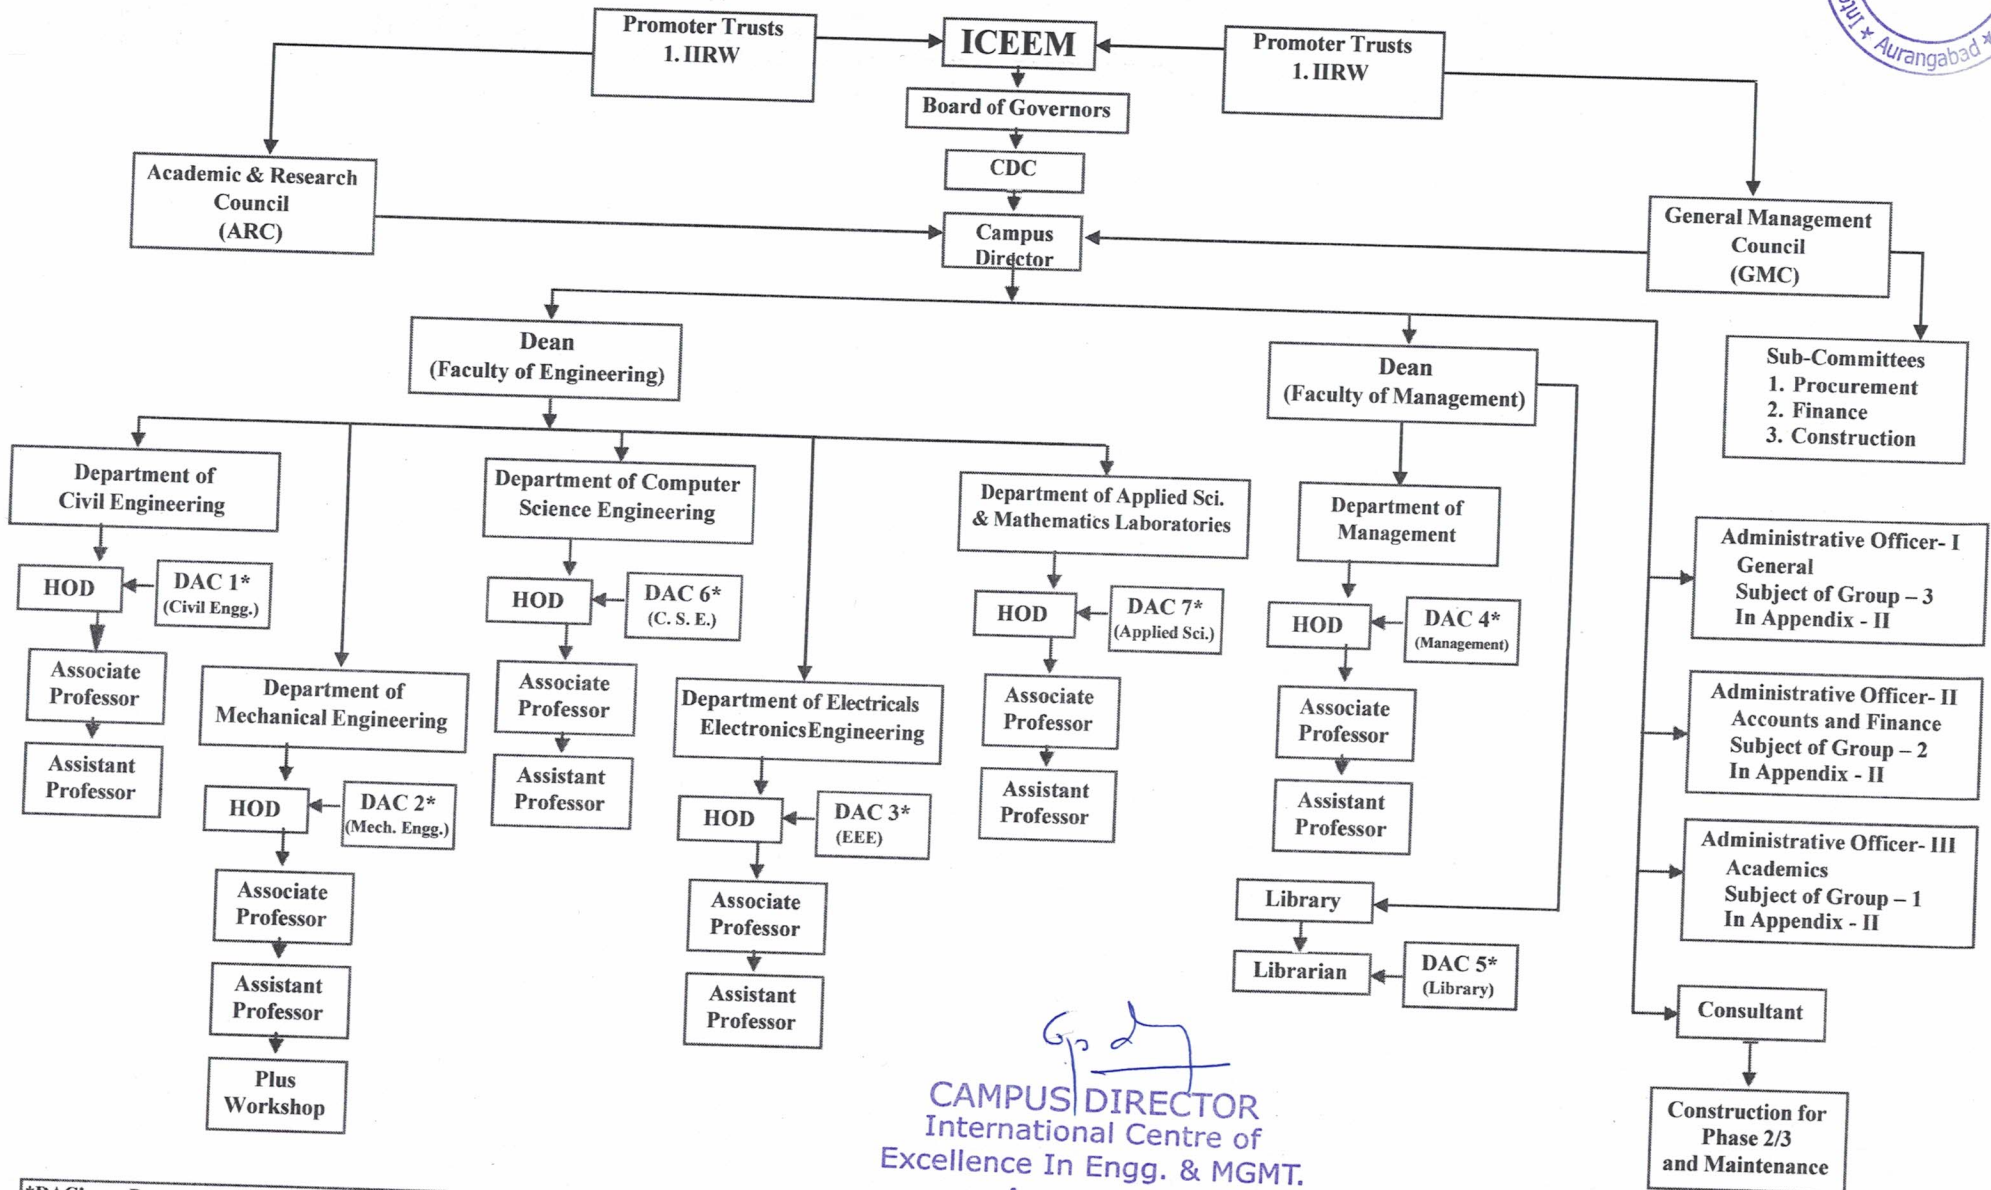 Promoter Trusts
1. IIRW
ICEEM
Promoter Trusts
1. IIRW
Aurangabad
Board of Governors
CDC
Academic & Research
Council
(ARC)
Campus
Director
General Management
Council
(GMC)
Sub-Committees
1. Procurement
2. Finance
3. Construction
Dean
(Faculty of Engineering)
Dean
(Faculty of Management)
Department of
Civil Engineering
HOD
DAC 1*
(Civil Engg.)
Associate
Professor
Assistant
Professor
Department of
Mechanical Engineering
HOD
DAC 2*
(Mech. Engg.)
Associate
Professor
Assistant
Professor
Plus
Workshop
Department of Computer
Science Engineering
HOD
DAC 6*
(C. S. E.)
Associate
Professor
Assistant
Professor
Department of Electricals
ElectronicsEngineering
HOD
DAC 3*
(EEE)
Associate
Professor
Assistant
Professor
Department of Applied Sci.
& Mathematics Laboratories
HOD
DAC 7*
(Applied Sci.)
Associate
Professor
Assistant
Professor
Department of
Management
HOD
DAC 4*
(Management)
Associate
Professor
Assistant
Professor
Library
Librarian
DAC 5*
(Library)
Administrative Officer- I
General
Subject of Group – 3
In Appendix - II
Administrative Officer- II
Accounts and Finance
Subject of Group – 2
In Appendix - II
Administrative Officer- III
Academics
Subject of Group – 1
In Appendix - II
Consultant
Construction for
Phase 2/3
and Maintenance
CAMPUS DIRECTOR
International Centre of
Excellence In Engg. & MGMT.